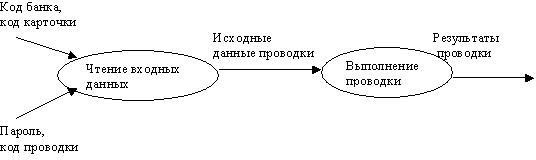 Код банка,
код карточки
Исходные
данные проводки
Результаты
проводки
Чтение входных
данных
Выполнение
проводки
Пароль,
код проводки